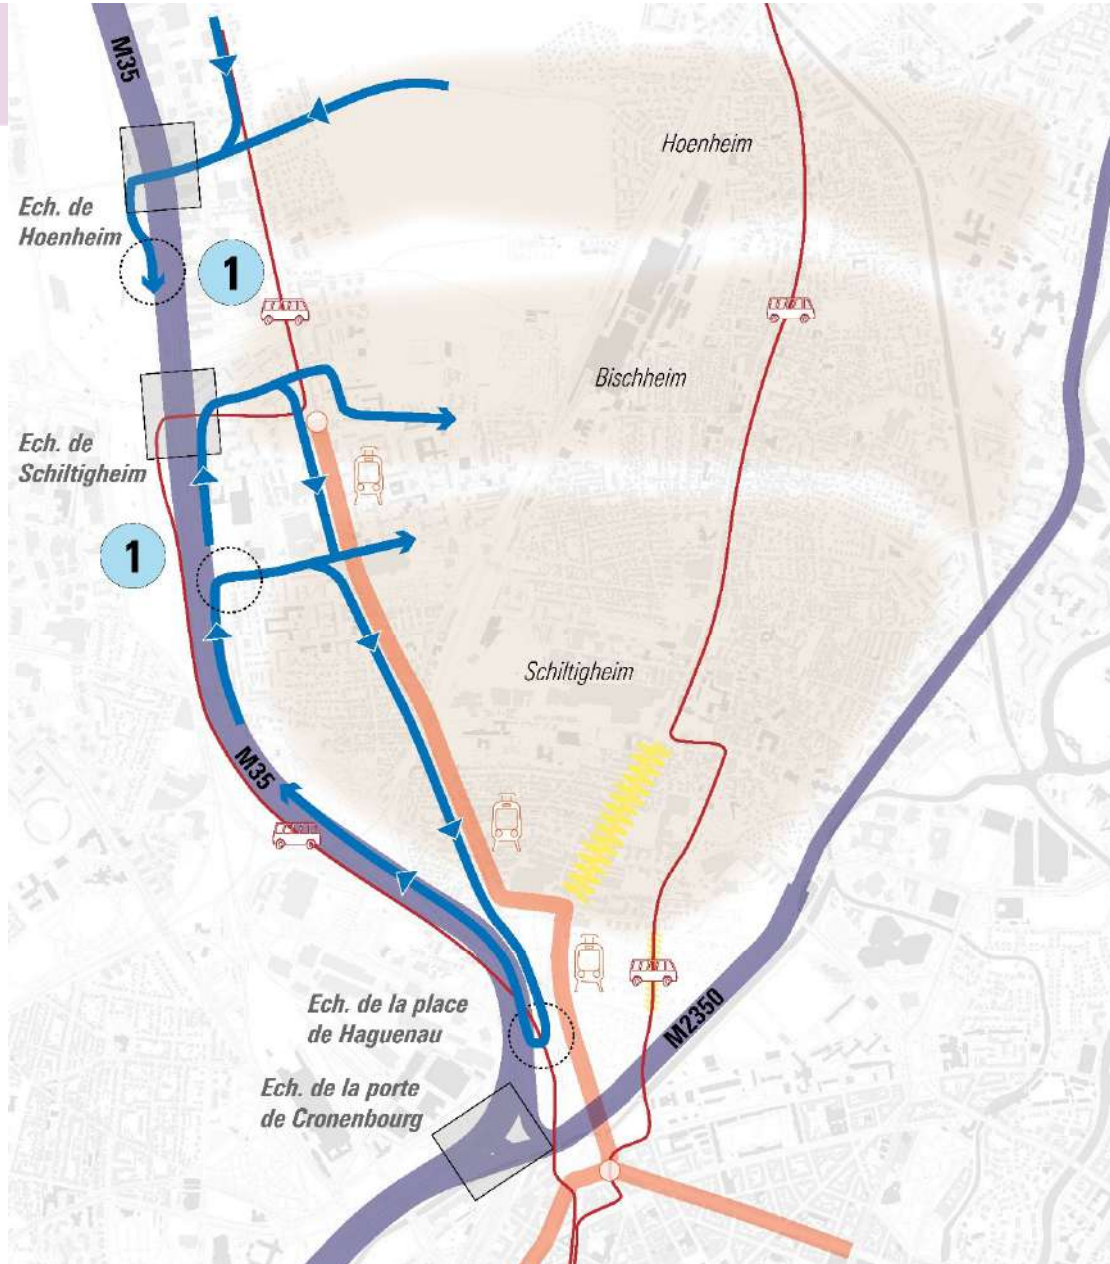 M35
Hoenheim
Ech. de
Hoenheim
1
Bischheim
Ech. de
Schiltigheim
1
Schiltigheim
M35
Ech. de la place
de Haguenau
M2350
Ech. de la porte
de Cronenbourg